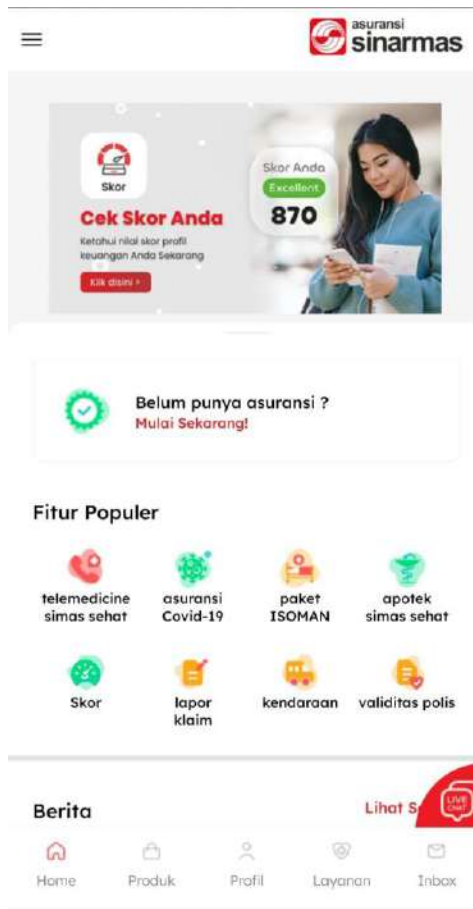 asuransi
sinarmas
Skor
Cek Skor Anda
Ketahui nilai skor profil
keuangan Anda Sekarang
Klik disini >
Skor Anda
Excellent
870
Belum punya asuransi ?
Mulai Sekarang!
Fitur Populer
telemedicine
simas sehat
asuransi
Covid-19
paket
ISOMAN
apotek
simas sehat
Skor
lapor
klaim
kendaraan
validitas polis
Berita
Lihat S
LIVE
CHAT
Home
Produk
Profil
Layanan
Inbox